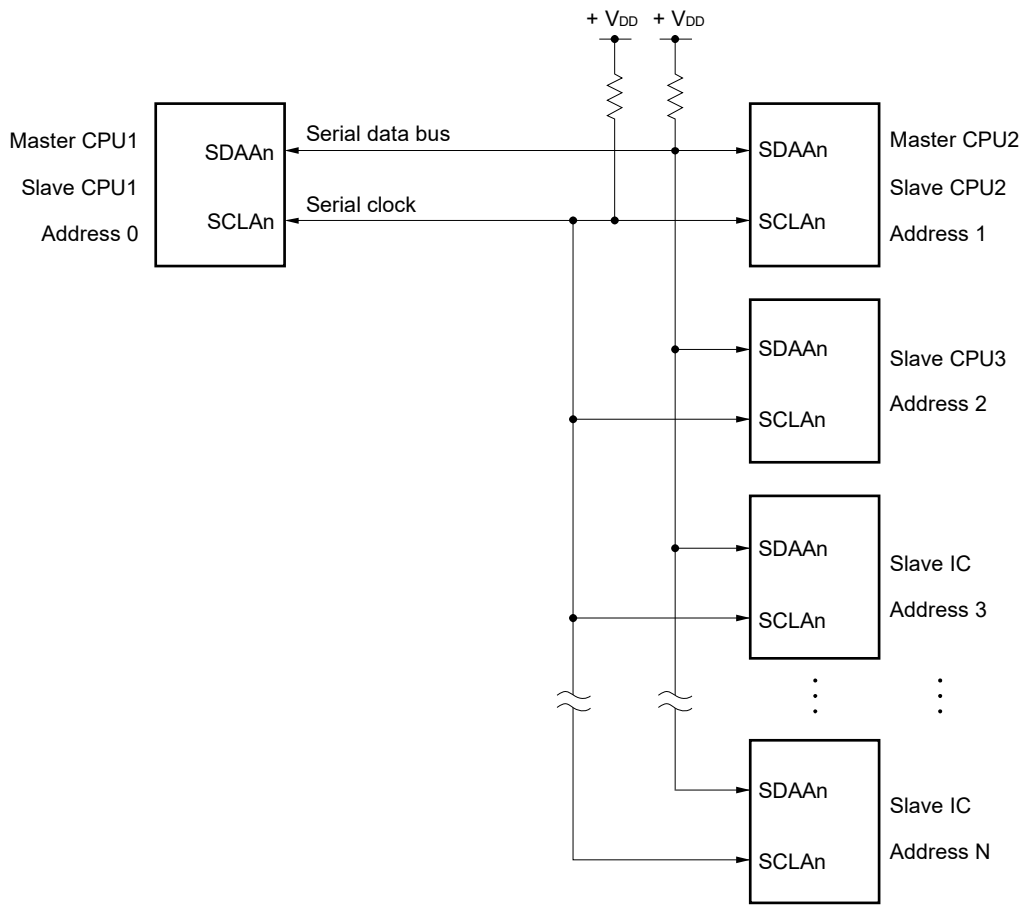 + VDD
+ VDD
Master CPU1
Slave CPU1
Address 0
SDAAn
SCLAn
Serial data bus
Serial clock
SDAAn
SCLAn
Master CPU2
Slave CPU2
Address 1
SDAAn
SCLAn
Slave CPU3
Address 2
SDAAn
SCLAn
Slave IC
Address 3
SDAAn
SCLAn
Slave IC
Address N